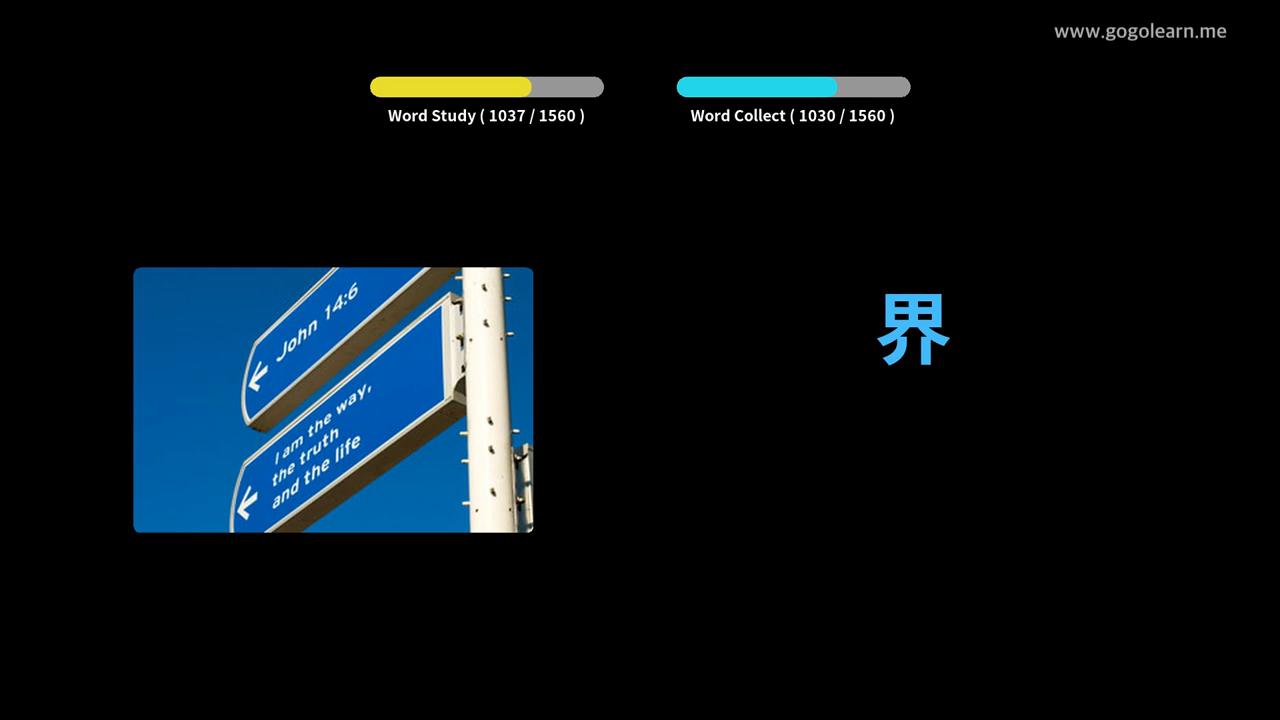 www.gogolearn.me
Word Study ( 1037 / 1560 )
Word Collect ( 1030 / 1560 )
John 14:6
I am the way,
the truth
and the life
界